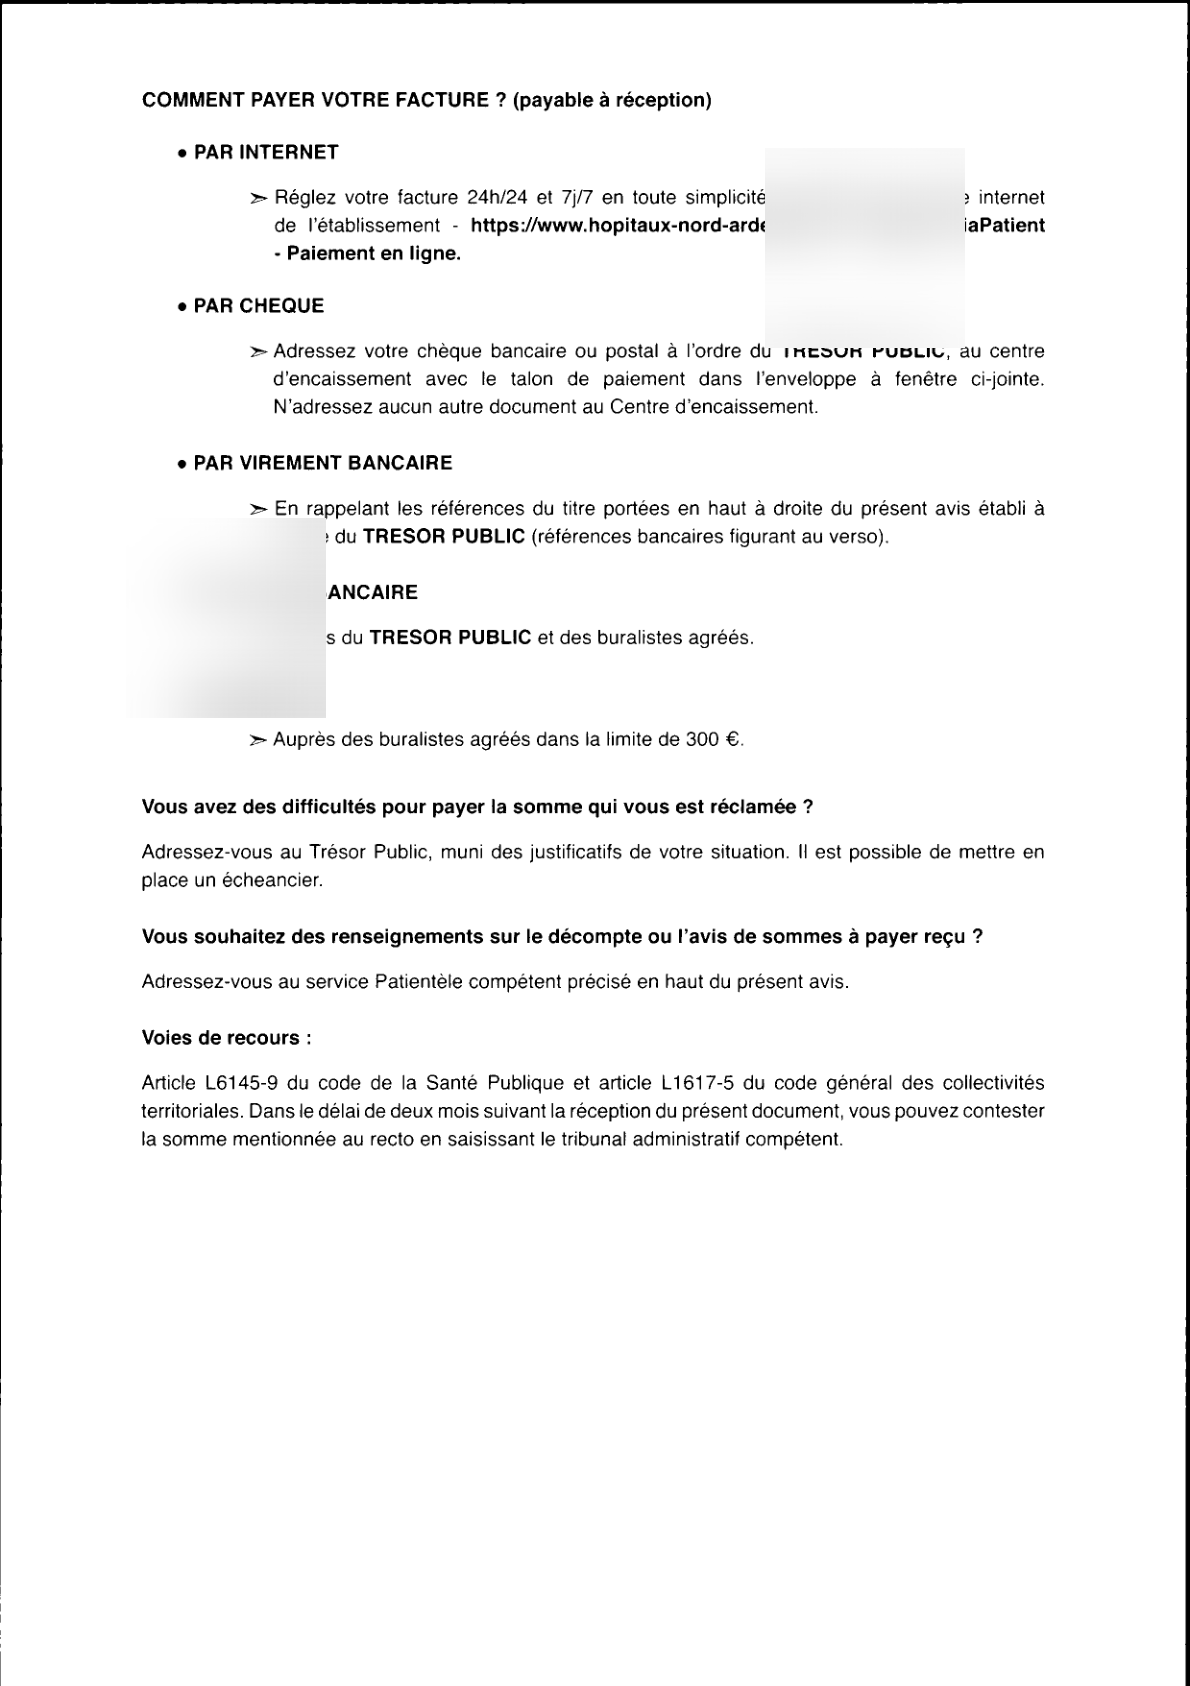 COMMENT PAYER VOTRE FACTURE ? (payable à réception)
• PAR INTERNET
➢ Réglez votre facture 24h/24 et 7j/7 en toute simplicité internet
de l'établissement - https://www.hopitaux-nord-ard iaPatient
- Paiement en ligne.
• PAR CHEQUE
➢ Adressez votre chèque bancaire ou postal à l'ordre du TRESOR PUBLIC, au centre
d'encaissement avec le talon de paiement dans l'enveloppe à fenêtre ci-jointe.
N'adressez aucun autre document au Centre d'encaissement.
• PAR VIREMENT BANCAIRE
➢ En rappelant les références du titre portées en haut à droite du présent avis établi à
du TRESOR PUBLIC (références bancaires figurant au verso).
ANCAIRE
s du TRESOR PUBLIC et des buralistes agréés.
➢ Auprès des buralistes agréés dans la limite de 300 €.
Vous avez des difficultés pour payer la somme qui vous est réclamée ?
Adressez-vous au Trésor Public, muni des justificatifs de votre situation. Il est possible de mettre en
place un écheancier.
Vous souhaitez des renseignements sur le décompte ou l'avis de sommes à payer reçu ?
Adressez-vous au service Patientèle compétent précisé en haut du présent avis.
Voies de recours :
Article L6145-9 du code de la Santé Publique et article L1617-5 du code général des collectivités
territoriales. Dans le délai de deux mois suivant la réception du présent document, vous pouvez contester
la somme mentionnée au recto en saisissant le tribunal administratif compétent.